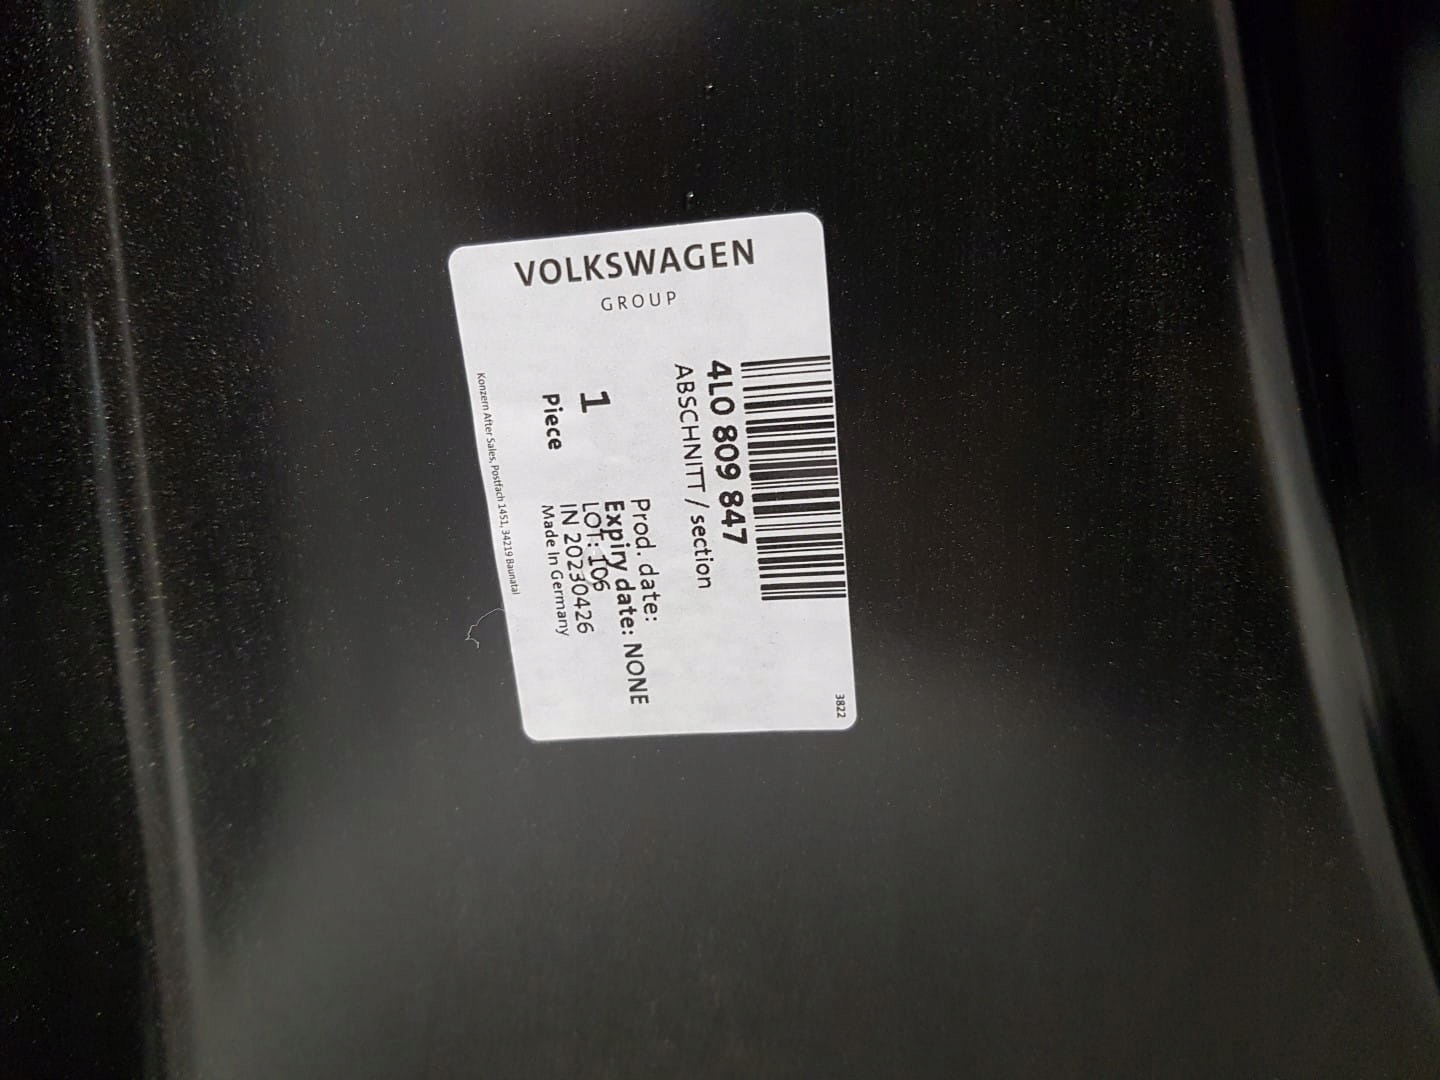 VOLKSWAGEN
GROUP
3822
4L0 809 847
ABSCHNITT / section
Prod. date:
Expiry date: NONE
1
LOT: 106
Piece
IN 20230426
Made In Germany
Konzern After Sales, Postfach 1451, 34219 Baunatal